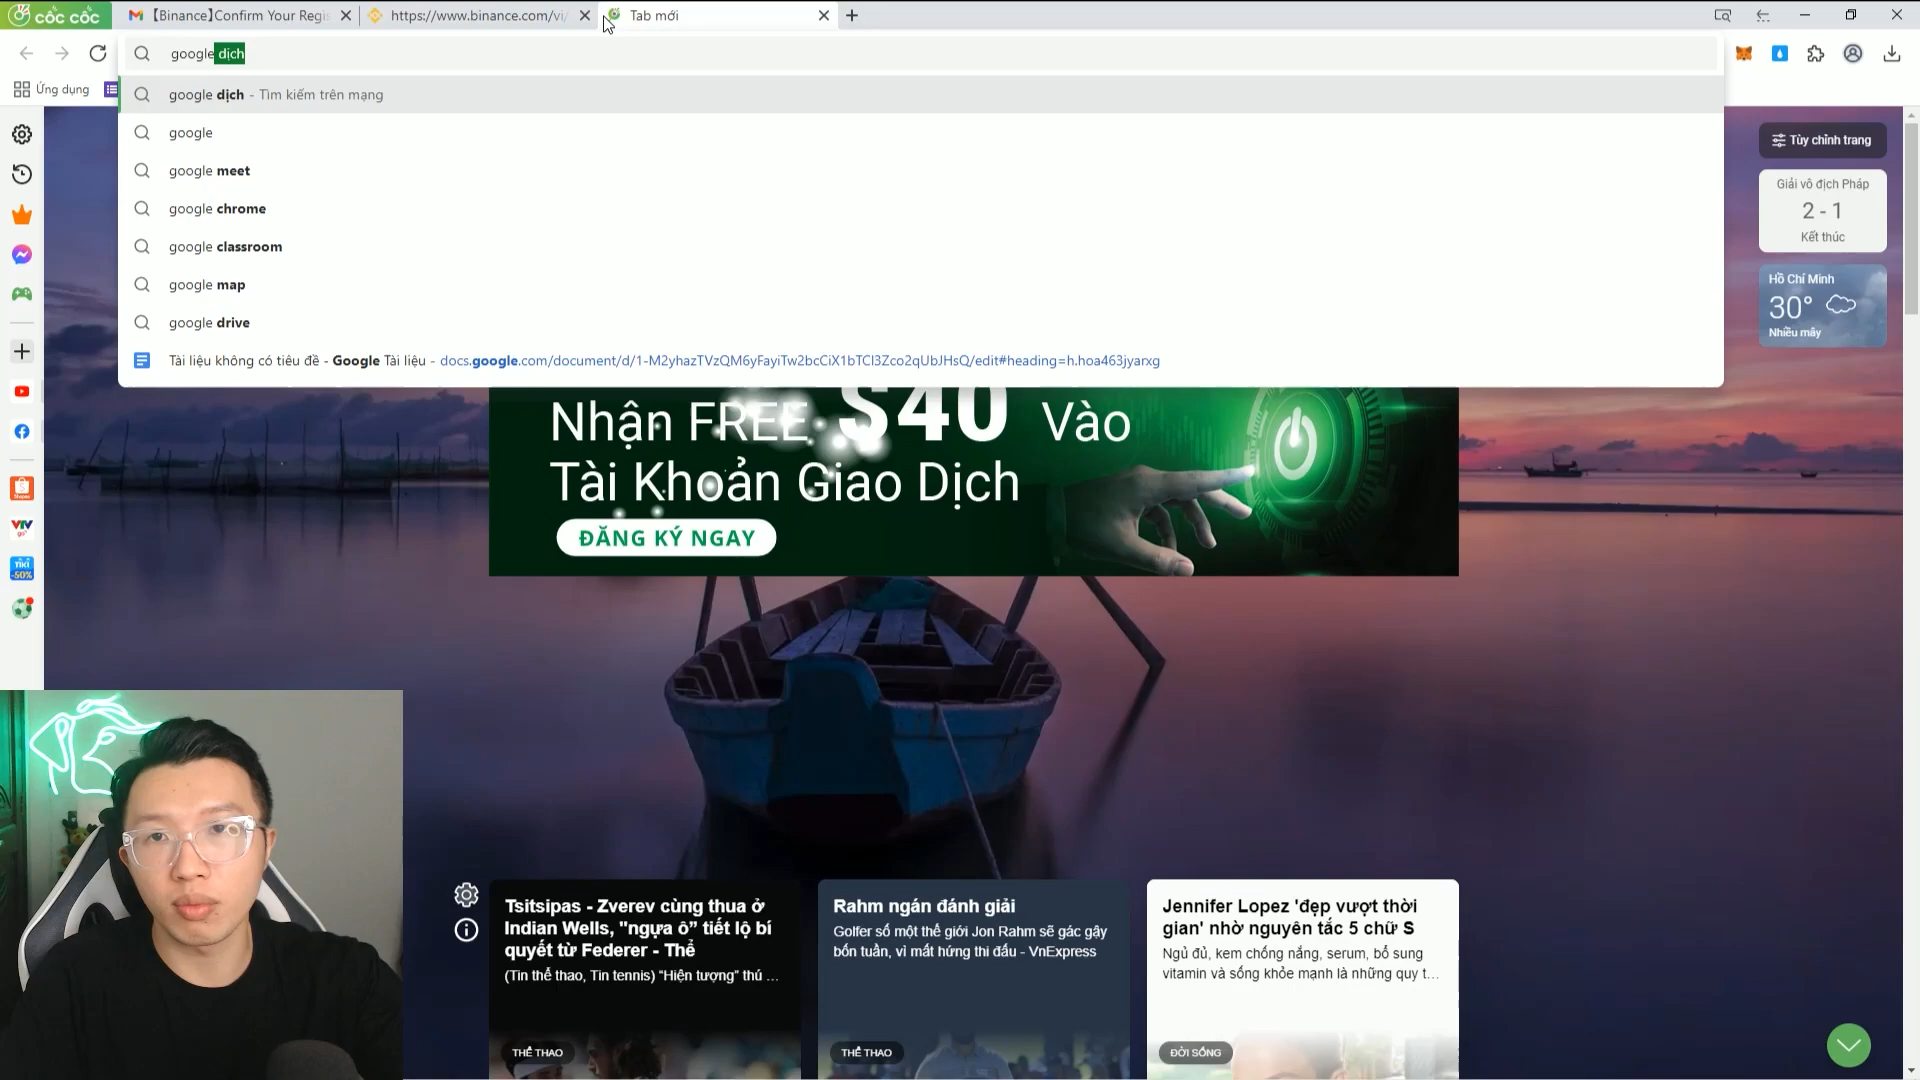 cốc cốc
【Binance】Confirm Your Regi
https://www.binance.com/vi/
Tab mới
google dịch
Ứng dụng
google dịch - Tìm kiếm trên mạng
google
google meet
google chrome
google classroom
google map
google drive
Tài liệu không có tiêu đề - Google Tài liệu - docs.google.com/document/d/1-M2yhazTVzQM6yFayiTw2bcCiX1bTCl3Zco2qUbJHsQ/edit#heading=h.hoa463jyarxg
Tùy chỉnh trang
Giải vô địch Pháp
2 - 1
Kết thúc
Hồ Chí Minh
30°
Nhiều mây
Nhận FREE $40 Vào
Tài Khoản Giao Dịch
ĐĂNG KÝ NGAY
Shopee
VTV
go
TIKI
-50%
Tsitsipas - Zverev cùng thua ở
Indian Wells, "ngựa ô” tiết lộ bí
quyết từ Federer - Thể
(Tin thể thao, Tin tennis) "Hiện tượng” thú ...
THỂ THAO
Rahm ngán đánh giải
Golfer số một thế giới Jon Rahm sẽ gác gậy
bốn tuần, vì mất hứng thi đấu - VnExpress
THỂ THAO
Jennifer Lopez 'đẹp vượt thời
gian' nhờ nguyên tắc 5 chữ S
Ngủ đủ, kem chống nắng, serum, bổ sung
vitamin và sống khỏe mạnh là những quy t...
ĐỜI SỐNG